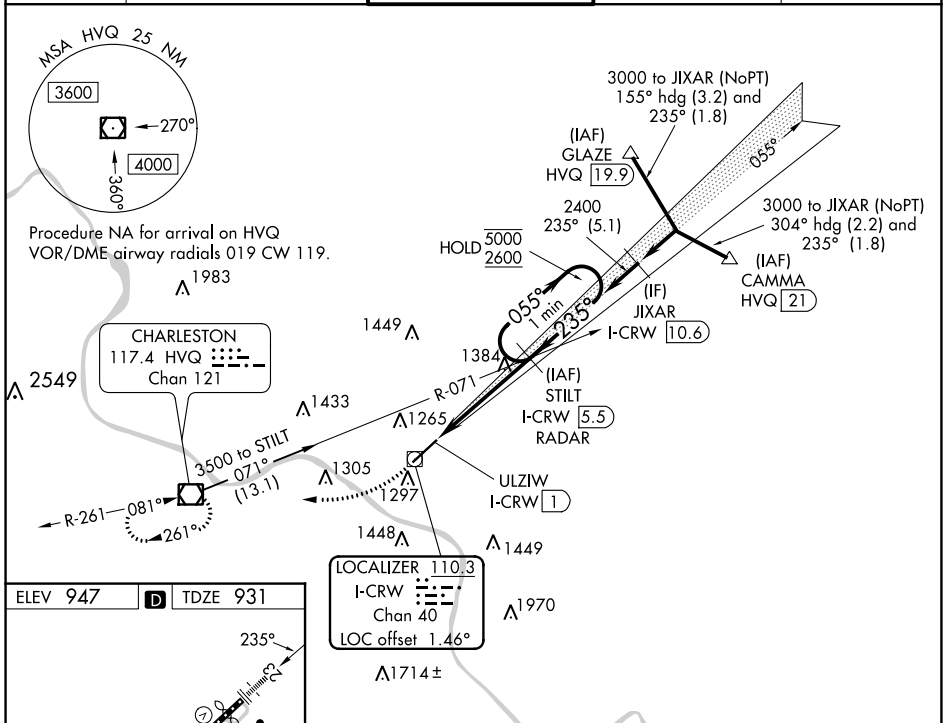 MSA HVQ 25 NM
3600
270°
4000
360°
Procedure NA for arrival on HVQ
VOR/DME airway radials 019 CW 119.
1983
3000 to JIXAR (NoPT)
155° hdg (3.2) and
235° (1.8)
(IAF)
GLAZE
HVQ 19.9
055°
2400
235° (5.1)
3000 to JIXAR (NoPT)
304° hdg (2.2) and
235° (1.8)
HOLD 5000
2600
(IAF)
CAMMA
HVQ 21
(IF)
JIXAR
I-CRW 10.6
055°
1 min
235°
1449
1384
CHARLESTON
117.4 HVQ
Chan 121
2549
R-071
(IAF)
STILT
I-CRW 5.5
RADAR
1433
1265
3500 to STILT
071°
(13.1)
1305
1297
ULZIW
I-CRW 1
R-261
081°
261°
1448
1449
LOCALIZER 110.3
I-CRW
Chan 40
LOC offset 1.46°
1970
1714±
ELEV 947 D TDZE 931
235°
23
V